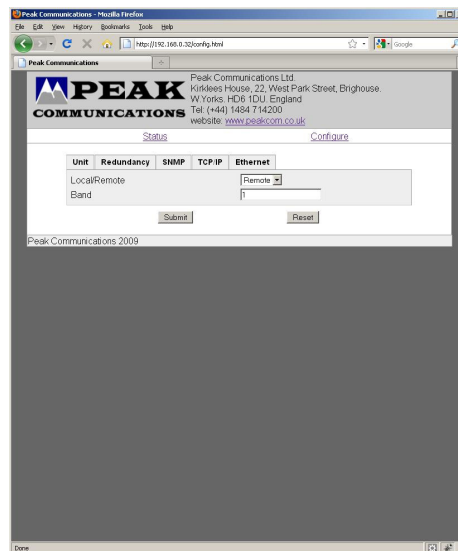 Peak Communications - Mozilla Firefox
File Edit View History Bookmarks Tools Help
http://192.168.0.32/config.html
Google
Peak Communications
PEAK
COMMUNICATIONS
Peak Communications Ltd.
Kirklees House, 22, West Park Street, Brighouse.
W.Yorks. HD6 1DU. England
Tel: (+44) 1484 714200
website: www.peakcom.co.uk
Status Configure
Unit Redundancy SNMP TCP/IP Ethernet
Local/Remote Remote
Band 1
Submit Reset
Peak Communications 2009
Done